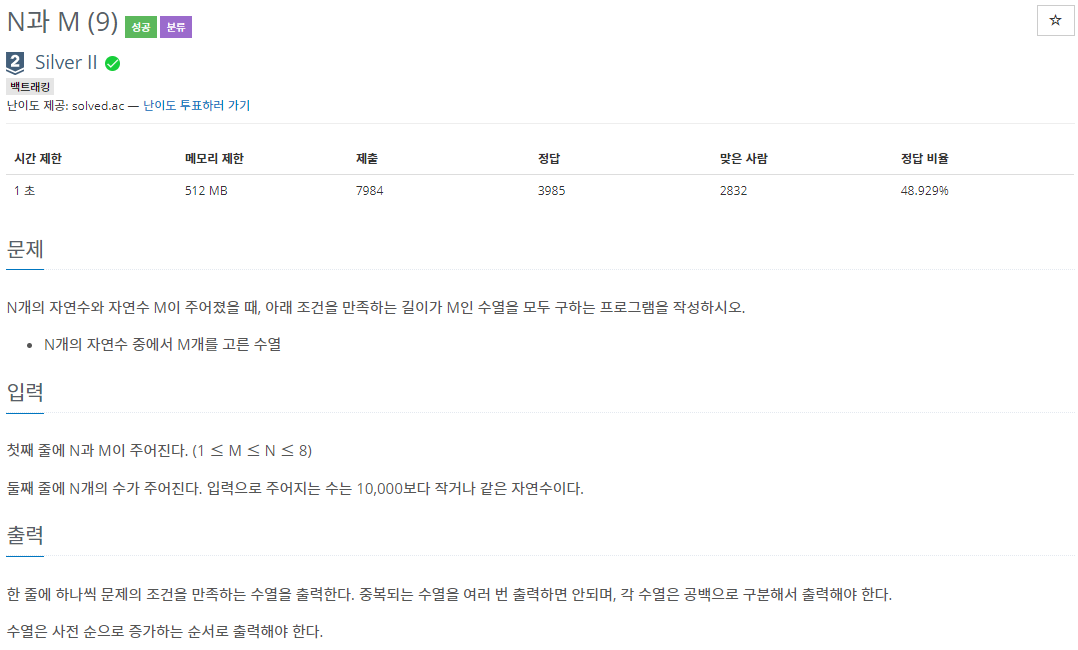 N과 M (9) 성공 분류
☆
2 Silver II
백트래킹
난이도 제공: solved.ac — 난이도 투표하러 가기
시간 제한 메모리 제한 제출 정답 맞은 사람 정답 비율
1 초 512 MB 7984 3985 2832 48.929%
문제
N개의 자연수와 자연수 M이 주어졌을 때, 아래 조건을 만족하는 길이가 M인 수열을 모두 구하는 프로그램을 작성하시오.
• N개의 자연수 중에서 M개를 고른 수열
입력
첫째 줄에 N과 M이 주어진다. (1 ≤ M ≤ N ≤ 8)
둘째 줄에 N개의 수가 주어진다. 입력으로 주어지는 수는 10,000보다 작거나 같은 자연수이다.
출력
한 줄에 하나씩 문제의 조건을 만족하는 수열을 출력한다. 중복되는 수열을 여러 번 출력하면 안되며, 각 수열은 공백으로 구분해서 출력해야 한다.
수열은 사전 순으로 증가하는 순서로 출력해야 한다.